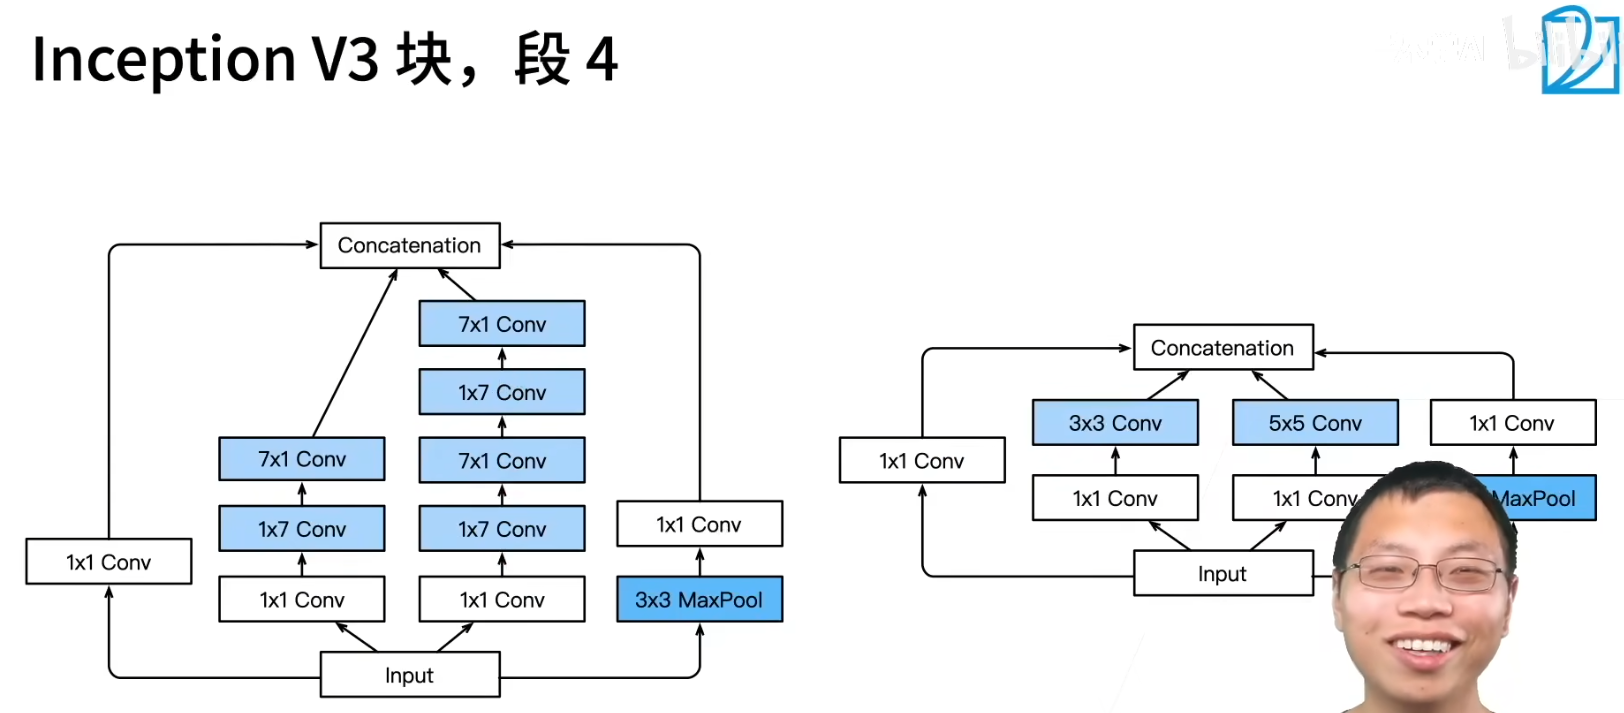 Inception V3 块，段 4
bilibili
Concatenation
7x1 Conv
1x7 Conv
7x1 Conv
7x1 Conv
1x7 Conv
1x7 Conv
1x1 Conv
1x1 Conv
1x1 Conv
1x1 Conv
3x3 MaxPool
Input
Concatenation
3x3 Conv
5x5 Conv
1x1 Conv
1x1 Conv
1x1 Conv
1x1 Conv
MaxPool
Input